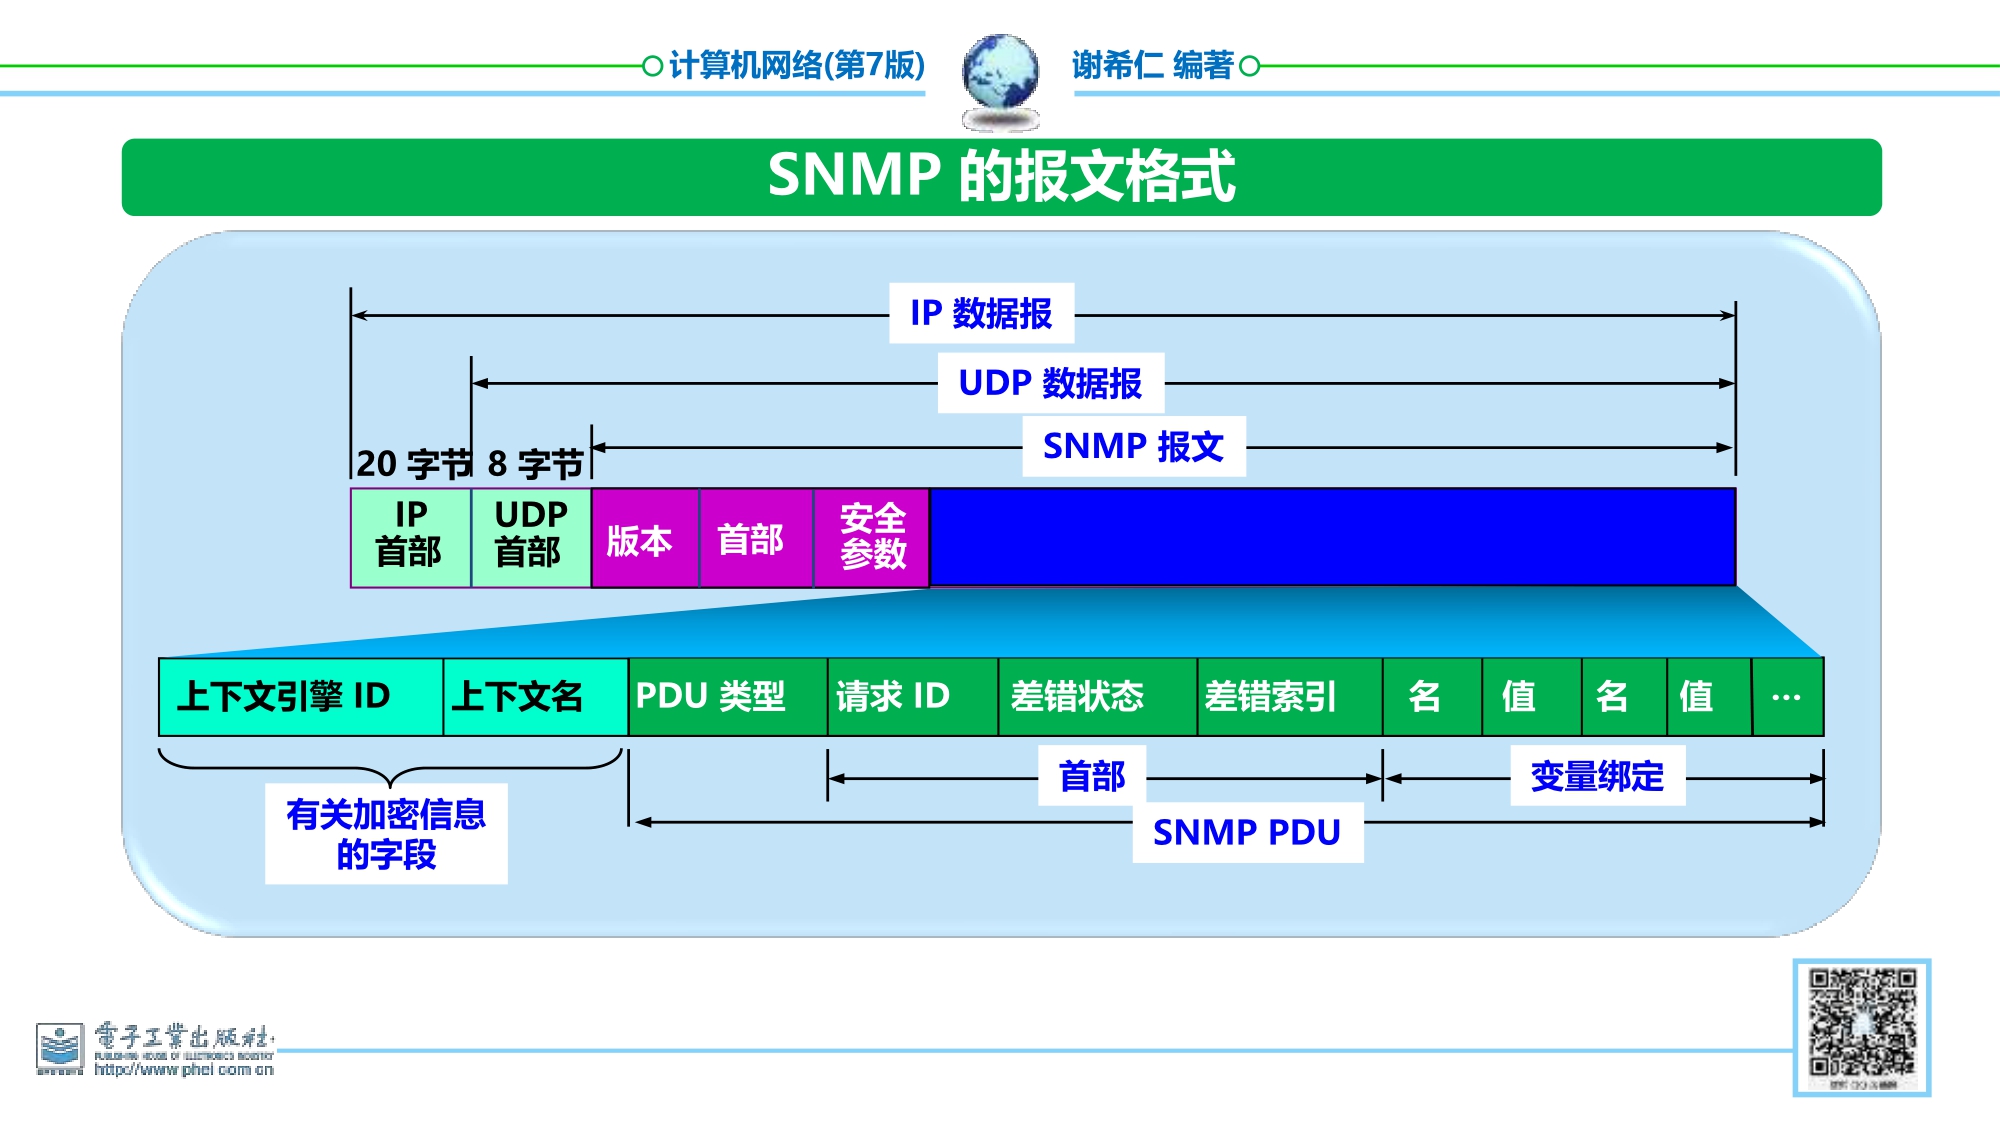 计算机网络(第7版)
谢希仁 编著
SNMP 的报文格式
IP 数据报
UDP 数据报
SNMP 报文
20 字节
8 字节
IP
首部
UDP
首部
版本
首部
安全
参数
上下文引擎 ID
上下文名
PDU 类型
请求 ID
差错状态
差错索引
名
值
名
值
...
首部
变量绑定
有关加密信息
的字段
SNMP PDU
電子工業出版社
PUBLISHING HOUSE OF ELECTRONICS INDUSTRY
http://www.phei.com.cn